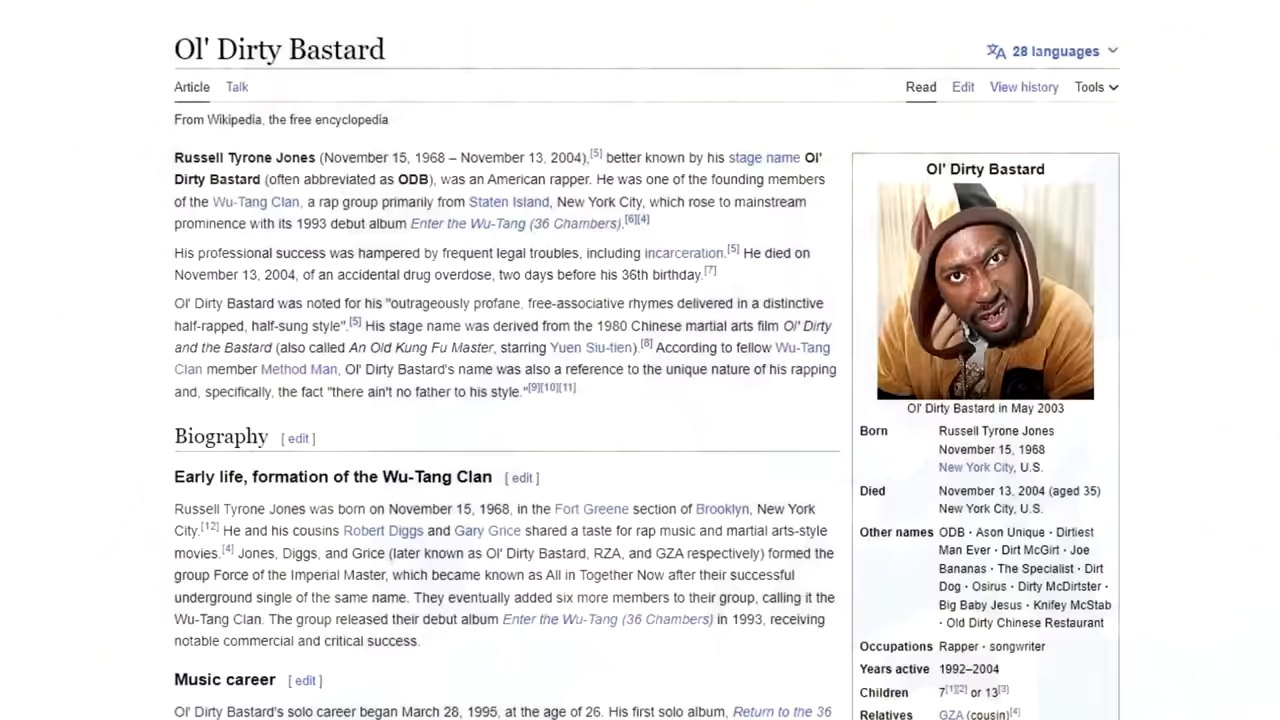 Ol' Dirty Bastard
28 languages
Article Talk
Read Edit View history Tools
From Wikipedia, the free encyclopedia
Russell Tyrone Jones (November 15, 1968 – November 13, 2004),[5] better known by his stage name Ol'
Dirty Bastard (often abbreviated as ODB), was an American rapper. He was one of the founding members
of the Wu-Tang Clan, a rap group primarily from Staten Island, New York City, which rose to mainstream
prominence with its 1993 debut album Enter the Wu-Tang (36 Chambers).[6][4]
His professional success was hampered by frequent legal troubles, including incarceration.[5] He died on
November 13, 2004, of an accidental drug overdose, two days before his 36th birthday.[7]
Ol' Dirty Bastard was noted for his "outrageously profane, free-associative rhymes delivered in a distinctive
half-rapped, half-sung style".[5] His stage name was derived from the 1980 Chinese martial arts film Ol' Dirty
and the Bastard (also called An Old Kung Fu Master, starring Yuen Siu-tien).[8] According to fellow Wu-Tang
Clan member Method Man, Ol' Dirty Bastard's name was also a reference to the unique nature of his rapping
and, specifically, the fact "there ain't no father to his style."[9][10][11]
Biography [ edit ]
Early life, formation of the Wu-Tang Clan [ edit ]
Russell Tyrone Jones was born on November 15, 1968, in the Fort Greene section of Brooklyn, New York
City.[12] He and his cousins Robert Diggs and Gary Grice shared a taste for rap music and martial arts-style
movies.[4] Jones, Diggs, and Grice (later known as Ol' Dirty Bastard, RZA, and GZA respectively) formed the
group Force of the Imperial Master, which became known as All in Together Now after their successful
underground single of the same name. They eventually added six more members to their group, calling it the
Wu-Tang Clan. The group released their debut album Enter the Wu-Tang (36 Chambers) in 1993, receiving
notable commercial and critical success.
Music career [ edit ]
Ol' Dirty Bastard's solo career began March 28, 1995, at the age of 26. His first solo album, Return to the 36
Ol' Dirty Bastard
Ol' Dirty Bastard in May 2003
Born Russell Tyrone Jones
November 15, 1968
New York City, U.S.
Died November 13, 2004 (aged 35)
New York City, U.S.
Other names ODB · Ason Unique · Dirtiest
Man Ever · Dirt McGirt · Joe
Bananas · The Specialist · Dirt
Dog · Osirus · Dirty McDirtster ·
Big Baby Jesus · Knifey McStab
· Old Dirty Chinese Restaurant
Occupations Rapper · songwriter
Years active 1992–2004
Children 7[1][2] or 13[3]
Relatives GZA (cousin)[4]